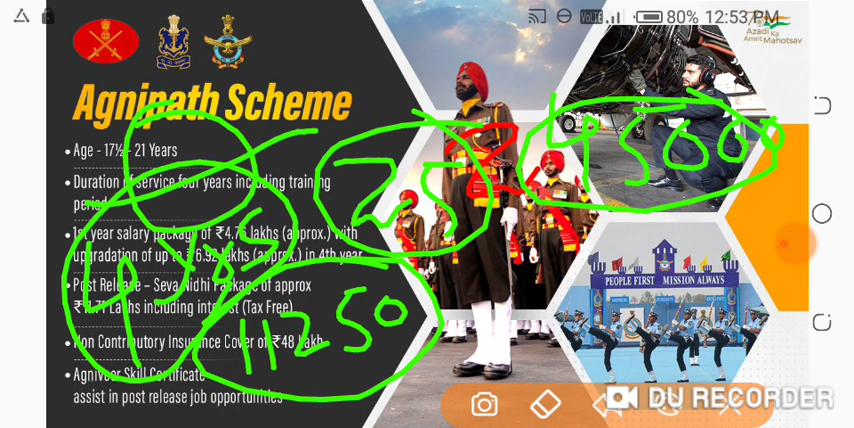 80% 12:53 PM
Azadi Ka
Amrit Mahotsav
Agnipath Scheme
• Age - 17½ - 21 Years
• Duration of service four years including training
period
• 1st year salary package of ₹4.76 lakhs (approx.) with
upgradation of up to ₹6.92 lakhs (approx.) in 4th year
• Post Release – Seva Nidhi Package of approx
₹11.71 Lakhs including interest (Tax Free)
• Non Contributory Insurance Cover of ₹48 Lakh
• Agniveer Skill Certificate
assist in post release job opportunities
25
45000
11250
PEOPLE FIRST MISSION ALWAYS
DU RECORDER